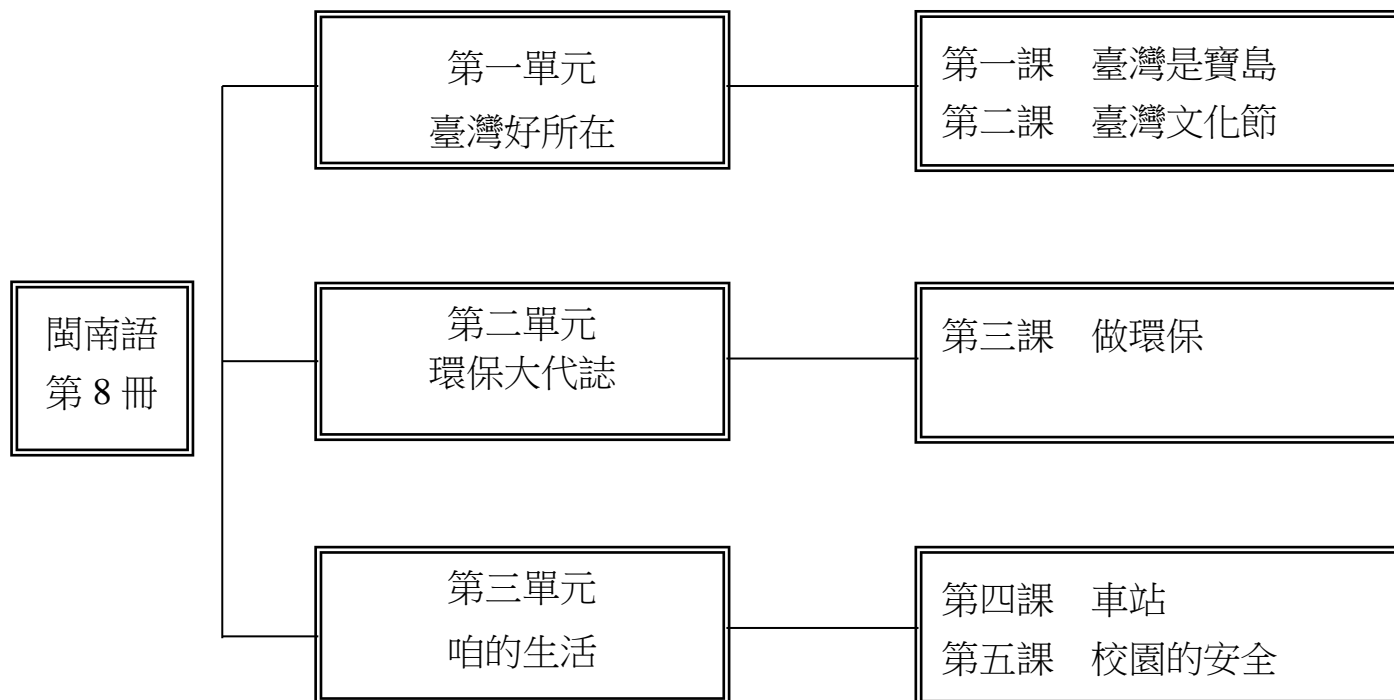 閩南語
第 8 冊
第一單元
臺灣好所在
第一課　臺灣是寶島
第二課　臺灣文化節
第二單元
環保大代誌
第三課　做環保
第三單元
咱的生活
第四課　車站
第五課　校園的安全